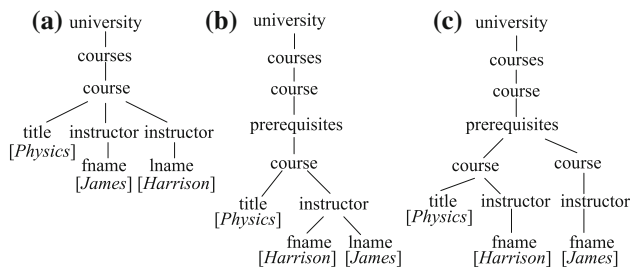 (a) university
courses
course
title instructor instructor
[Physics] fname lname
[James] [Harrison]
(b) university
courses
course
prerequisites
course
title instructor
[Physics] fname lname
[Harrison] [James]
(c) university
courses
course
prerequisites
course course
title instructor instructor
[Physics] fname fname
[Harrison] [James]